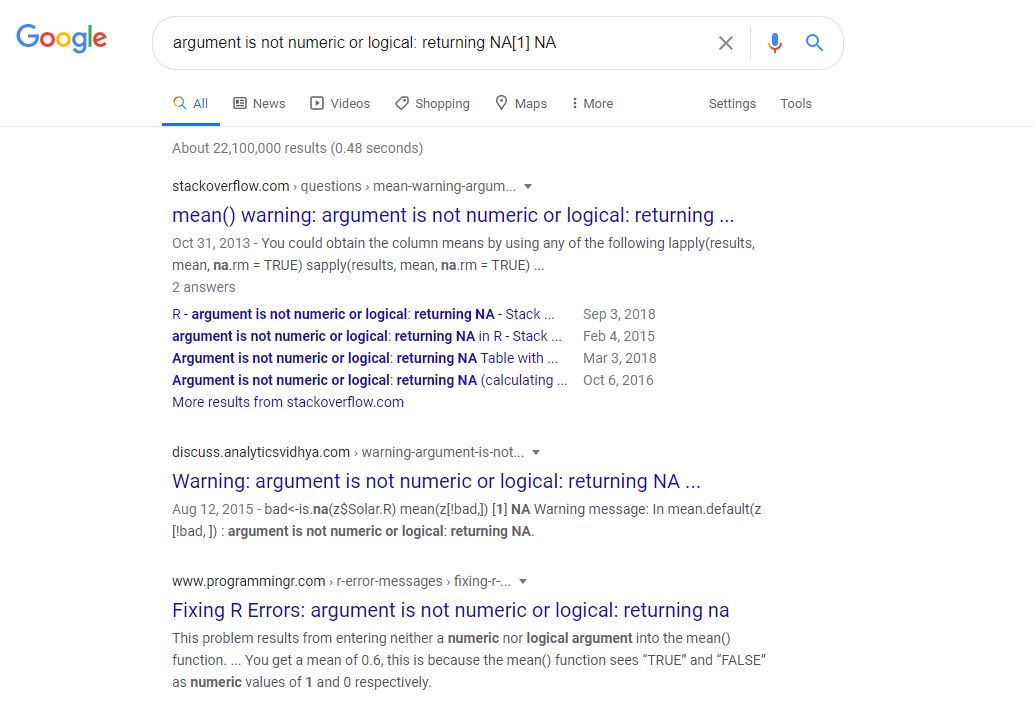 Google
argument is not numeric or logical: returning NA[1] NA
All News Videos Shopping Maps More Settings Tools
About 22,100,000 results (0.48 seconds)
stackoverflow.com › questions › mean-warning-argum...
mean() warning: argument is not numeric or logical: returning ...
Oct 31, 2013 - You could obtain the column means by using any of the following lapply(results,
mean, na.rm = TRUE) sapply(results, mean, na.rm = TRUE) ...
2 answers
R - argument is not numeric or logical: returning NA - Stack ... Sep 3, 2018
argument is not numeric or logical: returning NA in R - Stack ... Feb 4, 2015
Argument is not numeric or logical: returning NA Table with ... Mar 3, 2018
Argument is not numeric or logical: returning NA (calculating ... Oct 6, 2016
More results from stackoverflow.com
discuss.analyticsvidhya.com › warning-argument-is-not...
Warning: argument is not numeric or logical: returning NA ...
Aug 12, 2015 - bad<-is.na(z$Solar.R) mean(z[!bad,]) [1] NA Warning message: In mean.default(z
[!bad, ]) : argument is not numeric or logical: returning NA.
www.programmingr.com › r-error-messages › fixing-r-...
Fixing R Errors: argument is not numeric or logical: returning na
This problem results from entering neither a numeric nor logical argument into the mean()
function. ... You get a mean of 0.6, this is because the mean() function sees “TRUE” and “FALSE”
as numeric values of 1 and 0 respectively.